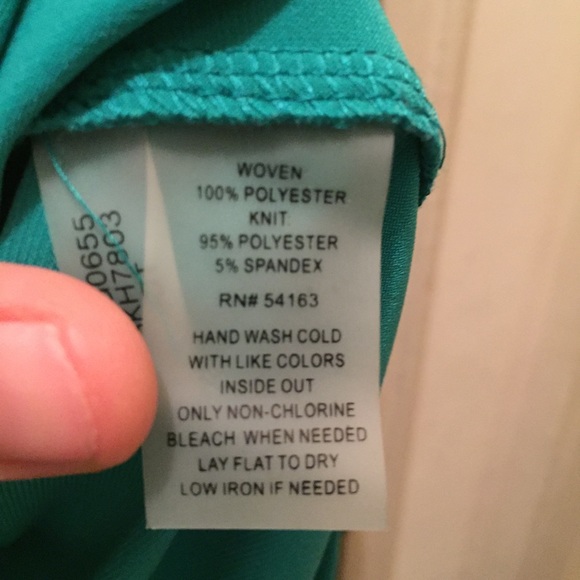 WOVEN
100% POLYESTER
KNIT
95% POLYESTER
5% SPANDEX
RN# 54163
HAND WASH COLD
WITH LIKE COLORS
INSIDE OUT
ONLY NON-CHLORINE
BLEACH WHEN NEEDED
LAY FLAT TO DRY
LOW IRON IF NEEDED